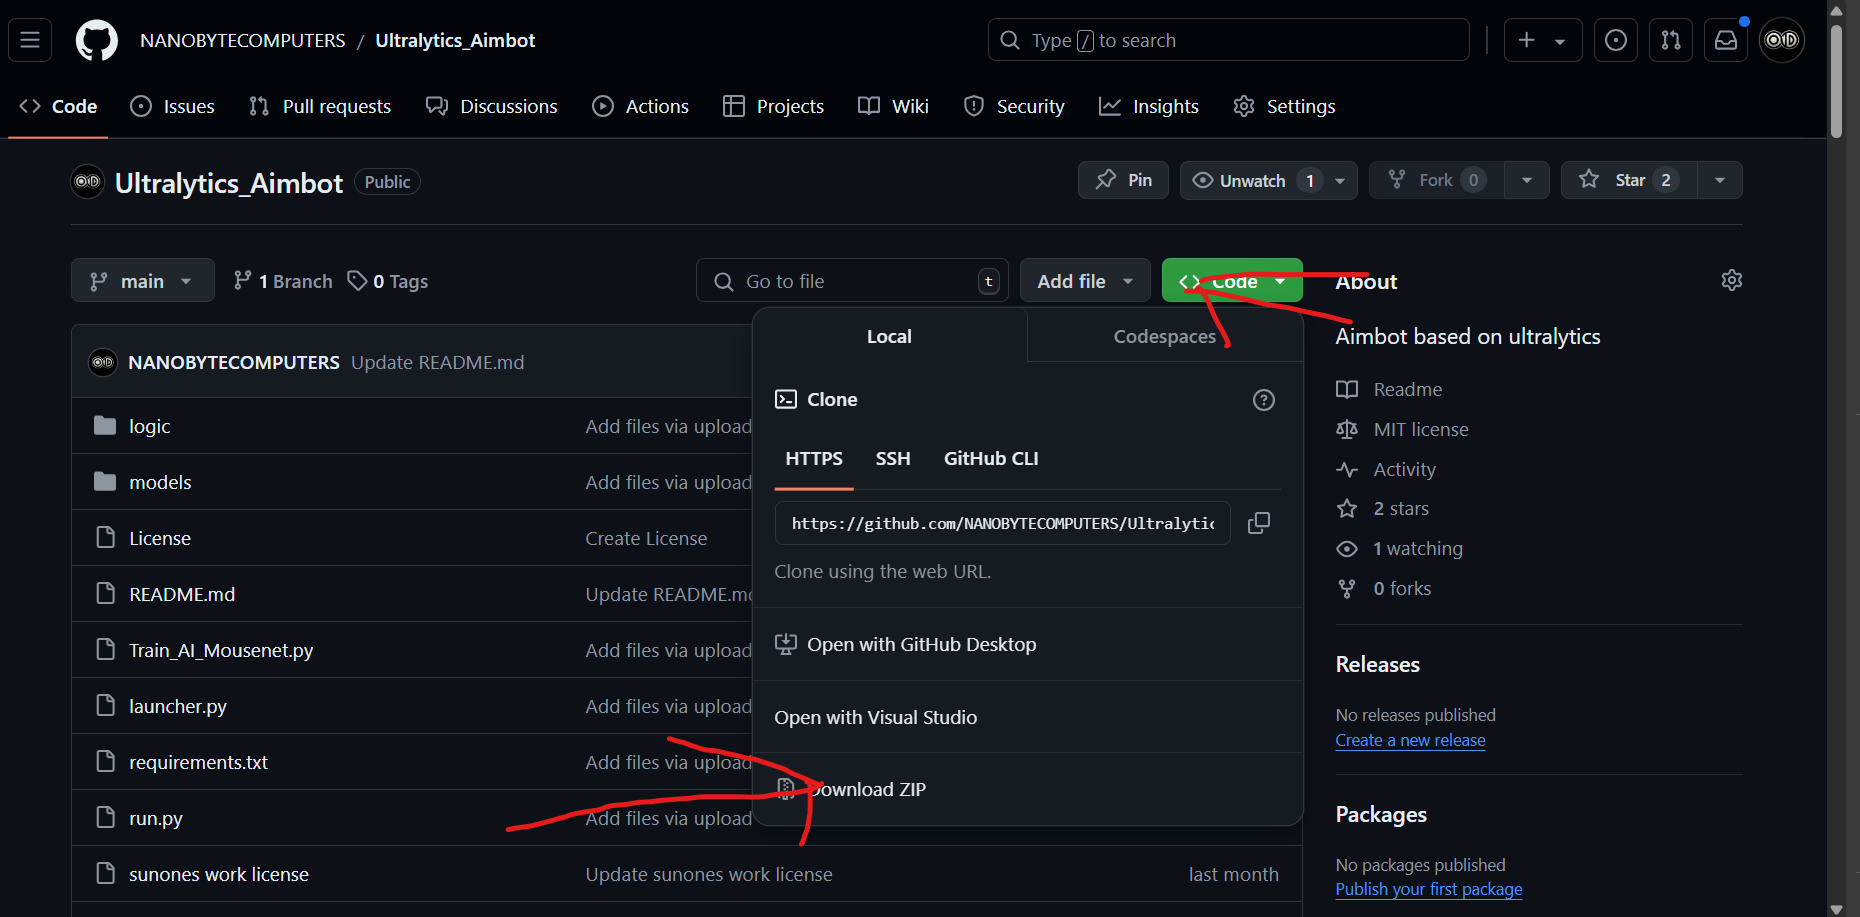 NANOBYTECOMPUTERS / Ultralytics_Aimbot
Type / to search
Code
Issues
Pull requests
Discussions
Actions
Projects
Wiki
Security
Insights
Settings
Ultralytics_Aimbot
Public
Pin
Unwatch 1
Fork 0
Star 2
main
1 Branch
0 Tags
Go to file
t
Add file
Code
About
Aimbot based on ultralytics
Readme
MIT license
Activity
2 stars
1 watching
0 forks
Releases
No releases published
Create a new release
Packages
No packages published
Publish your first package
Local
Codespaces
Clone
HTTPS
SSH
GitHub CLI
https://github.com/NANOBYTECOMPUTERS/Ultralytic
Clone using the web URL.
Open with GitHub Desktop
Open with Visual Studio
Download ZIP
NANOBYTECOMPUTERS Update README.md
logic Add files via upload
models Add files via upload
License Create License
README.md Update README.md
Train_AI_Mousenet.py Add files via upload
launcher.py Add files via upload
requirements.txt Add files via upload
run.py Add files via upload
sunones work license Update sunones work license last month